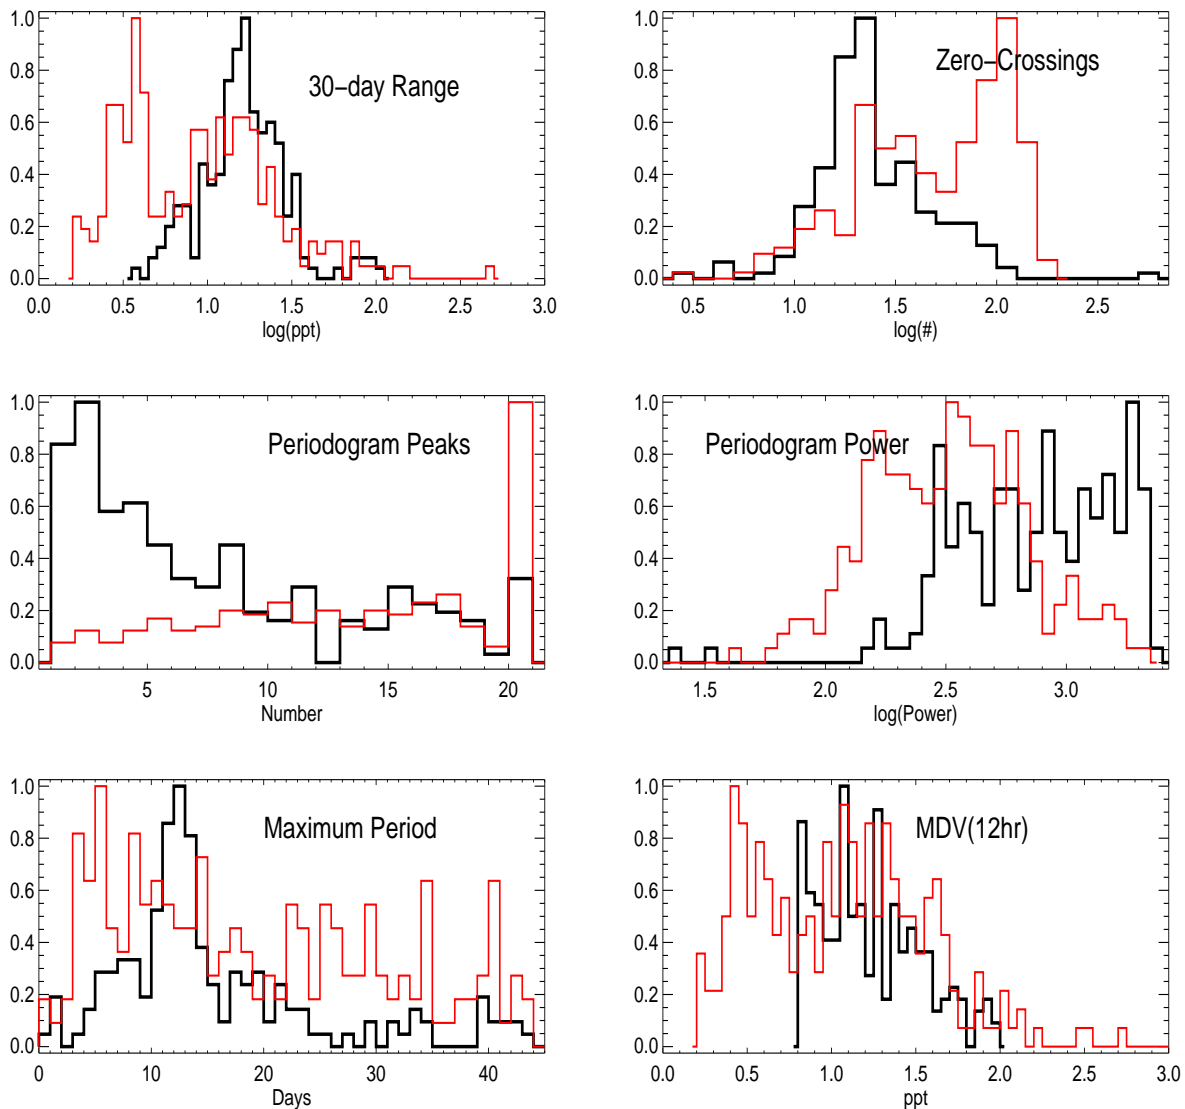 1.0
0.8
0.6
0.4
0.2
0.0
30−day Range
0.0 0.5 1.0 1.5 2.0 2.5 3.0
log(ppt)
1.0
0.8
0.6
0.4
0.2
0.0
Zero−Crossings
1.0 1.5 2.0 2.5
log(#)
1.0
0.8
0.6
0.4
0.2
0.0
Periodogram Peaks
5 10 15 20
Number
1.0
0.8
0.6
0.4
0.2
0.0
Periodogram Power
1.5 2.0 2.5 3.0
log(Power)
1.0
0.8
0.6
0.4
0.2
0.0
Maximum Period
0 10 20 30 40
Days
1.0
0.8
0.6
0.4
0.2
0.0
MDV(12hr)
0.0 0.5 1.0 1.5 2.0 2.5 3.0
ppt